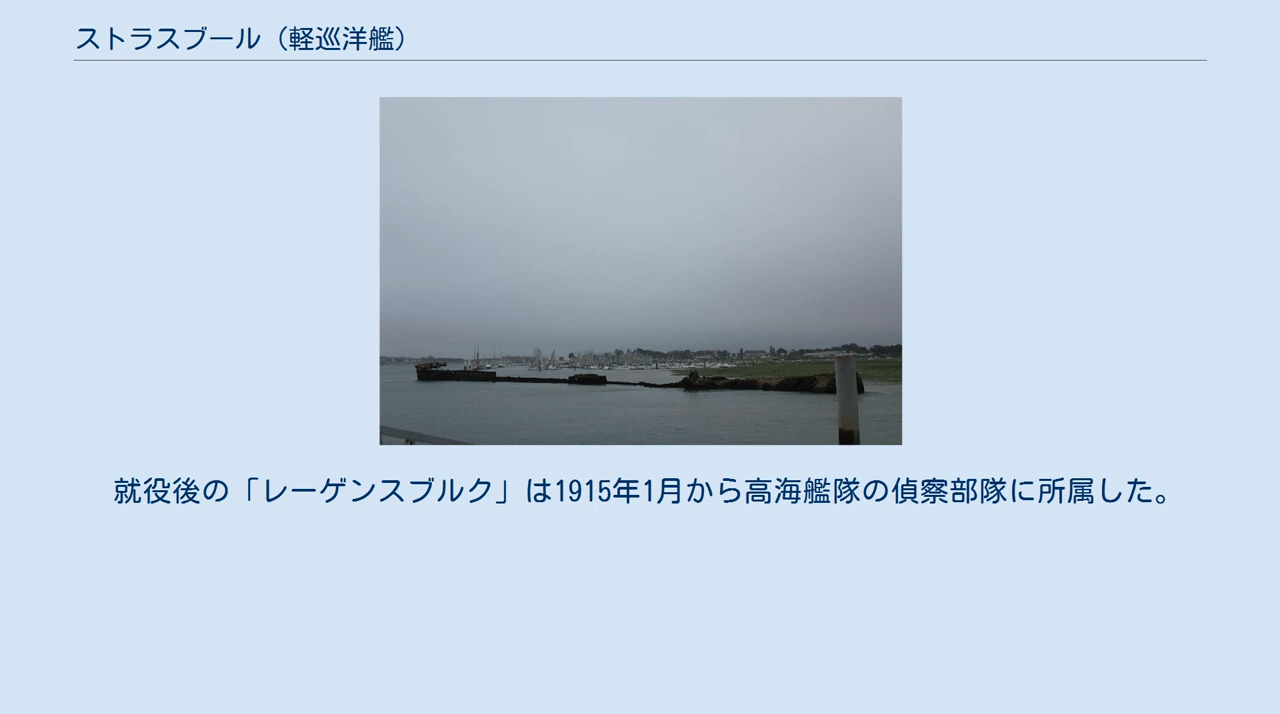 ストラスブール（軽巡洋艦）
就役後の「レーゲンスブルク」は1915年1月から高海艦隊の偵察部隊に所属した。